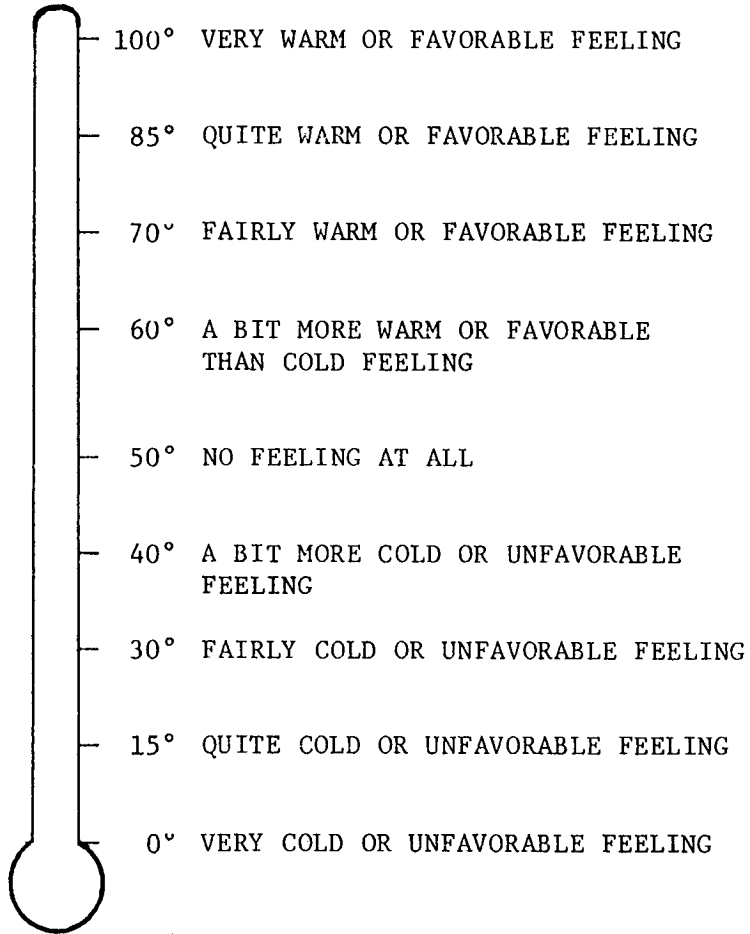 100° VERY WARM OR FAVORABLE FEELING
85° QUITE WARM OR FAVORABLE FEELING
70° FAIRLY WARM OR FAVORABLE FEELING
60° A BIT MORE WARM OR FAVORABLE
THAN COLD FEELING
50° NO FEELING AT ALL
40° A BIT MORE COLD OR UNFAVORABLE
FEELING
30° FAIRLY COLD OR UNFAVORABLE FEELING
15° QUITE COLD OR UNFAVORABLE FEELING
0° VERY COLD OR UNFAVORABLE FEELING